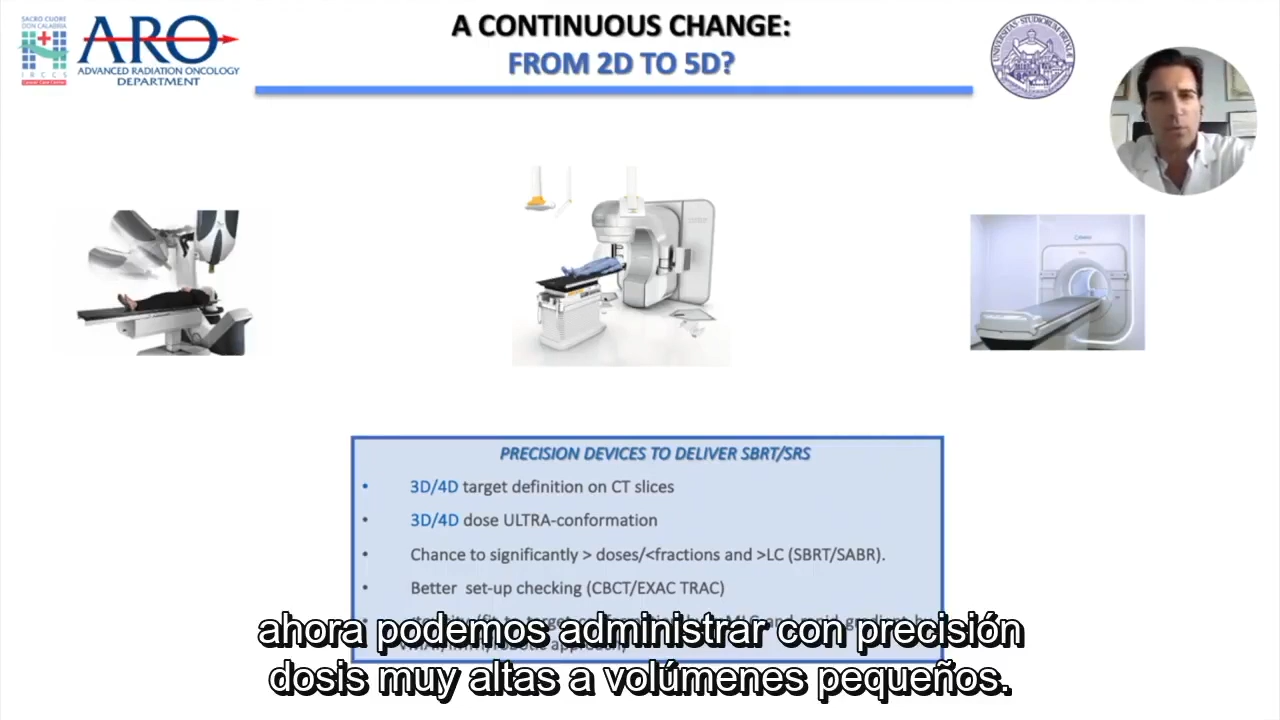 SACRO CUORE
DON CALABRIA
IRCCS
ARO
ADVANCED RADIATION ONCOLOGY
DEPARTMENT
A CONTINUOUS CHANGE:
FROM 2D TO 5D?
PRECISION DEVICES TO DELIVER SBRT/SRS
• 3D/4D target definition on CT slices
• 3D/4D dose ULTRA-conformation
• Chance to significantly > doses/<fractions and >LC (SBRT/SABR).
• Better set-up checking (CBCT/EXAC TRAC)
ahora podemos administrar con precisión
dosis muy altas a volúmenes pequeños.